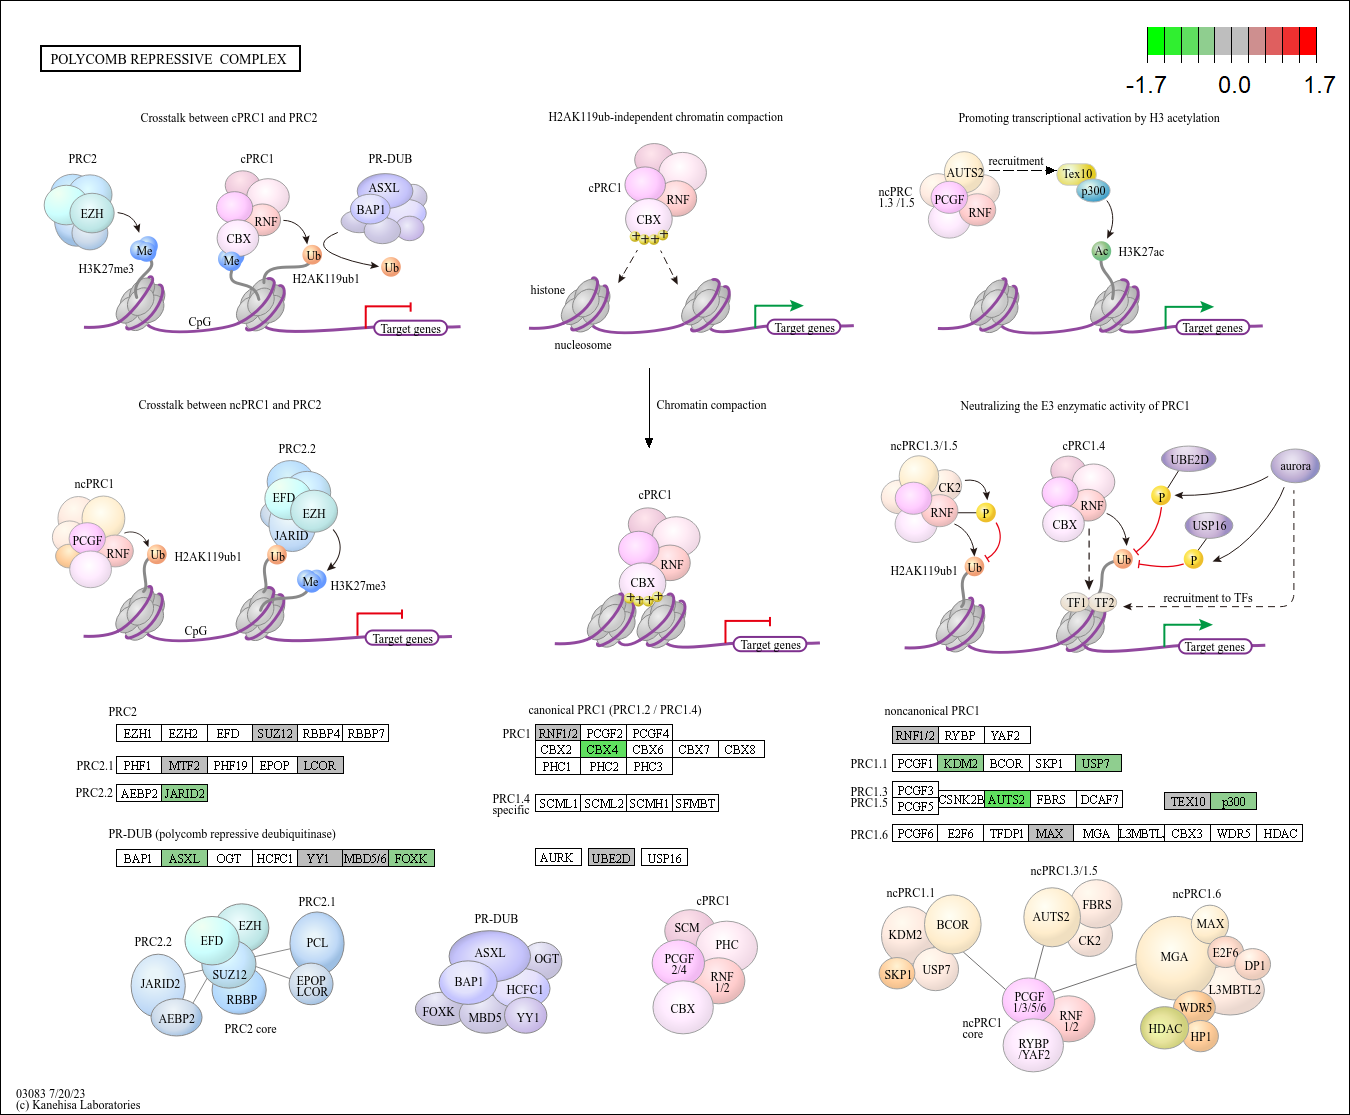 POLYCOMB REPRESSIVE COMPLEX
-1.7 0.0 1.7
Crosstalk between cPRC1 and PRC2
PRC2
cPRC1
PR-DUB
EZH
RNF
CBX
ASXL
BAP1
Me
Me
Ub
Ub
H3K27me3
H2AK119ub1
CpG
Target genes
H2AK119ub-independent chromatin compaction
cPRC1
RNF
CBX
++++
histone
nucleosome
Target genes
Promoting transcriptional activation by H3 acetylation
ncPRC
1.3 /1.5
AUTS2
PCGF
RNF
recruitment
Tex10
p300
Ac
H3K27ac
Target genes
Crosstalk between ncPRC1 and PRC2
ncPRC1
PCGF
RNF
Ub
H2AK119ub1
PRC2.2
EFD
EZH
JARID
Ub
Me
H3K27me3
CpG
Target genes
Chromatin compaction
cPRC1
RNF
CBX
++++
Target genes
Neutralizing the E3 enzymatic activity of PRC1
ncPRC1.3/1.5
CK2
RNF
P
Ub
H2AK119ub1
cPRC1.4
RNF
CBX
UBE2D
P
aurora
USP16
P
Ub
TF1
TF2
recruitment to TFs
Target genes
PRC2
EZH1 EZH2 EFD SUZ12 RBBP4 RBBP7
PRC2.1 PHF1 MTF2 PHF19 EPOP LCOR
PRC2.2 AEBP2 JARID2
PR-DUB (polycomb repressive deubiquitinase)
BAP1 ASXL OGT HCFC1 YY1 MBD5/6 FOXK
canonical PRC1 (PRC1.2 / PRC1.4)
PRC1 RNF1/2 PCGF2 PCGF4
CBX2 CBX4 CBX6 CBX7 CBX8
PHC1 PHC2 PHC3
PRC1.4
specific
SCML1 SCML2 SCMH1 SFMBT
AURK UBE2D USP16
noncanonical PRC1
RNF1/2 RYBP YAF2
PRC1.1 PCGF1 KDM2 BCOR SKP1 USP7
PRC1.3 PCGF3
PRC1.5 PCGF5
CSNK2B AUTS2 FBRS DCAF7
TEX10 p300
PRC1.6 PCGF6 E2F6 TFDP1 MAX MGA L3MBTL CBX3 WDR5 HDAC
PRC2.1
PRC2.2
EZH
EFD
PCL
SUZ12
JARID2
RBBP
EPOP
LCOR
AEBP2
PRC2 core
PR-DUB
ASXL
OGT
BAP1
HCFC1
FOXK
MBD5
YY1
cPRC1
SCM
PHC
PCGF
2/4
RNF
1/2
CBX
ncPRC1.1
KDM2
BCOR
SKP1
USP7
ncPRC1.3/1.5
AUTS2
FBRS
CK2
ncPRC1.6
MAX
MGA
E2F6
DP1
L3MBTL2
WDR5
HDAC
HP1
PCGF
1/3/5/6
RNF
1/2
RYBP
/YAF2
ncPRC1
core
03083 7/20/23
(c) Kanehisa Laboratories